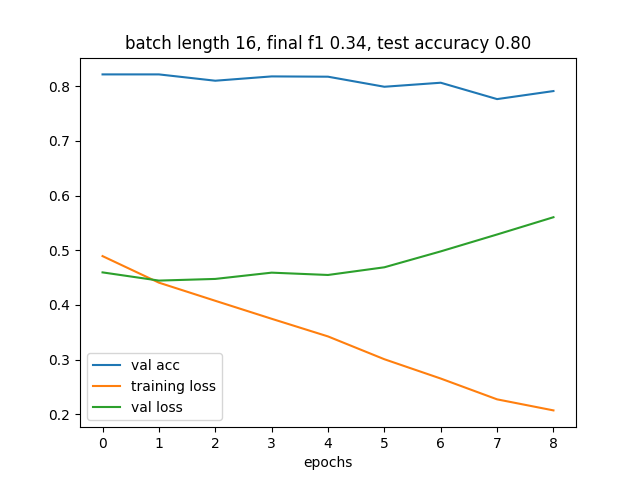 batch length 16, final f1 0.34, test accuracy 0.80
0.8
0.7
0.6
0.5
0.4
0.3
0.2
val acc
training loss
val loss
0 1 2 3 4 5 6 7 8
epochs